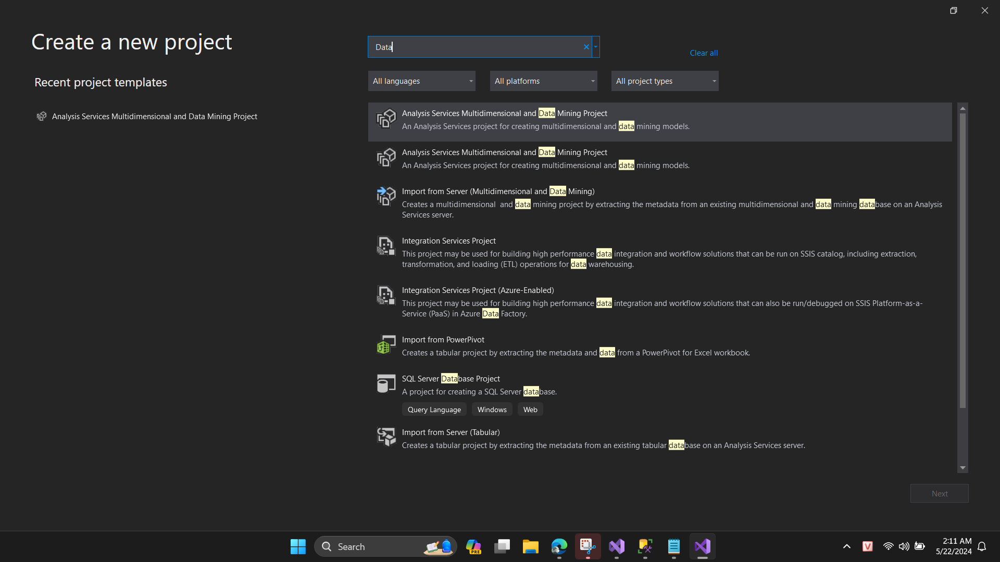 Create a new project
Data
Clear all
Recent project templates
All languages
All platforms
All project types
Analysis Services Multidimensional and Data Mining Project
Analysis Services Multidimensional and Data Mining Project
An Analysis Services project for creating multidimensional and data mining models.
Analysis Services Multidimensional and Data Mining Project
An Analysis Services project for creating multidimensional and data mining models.
Import from Server (Multidimensional and Data Mining)
Creates a multidimensional  and data mining project by extracting the metadata from an existing multidimensional and data mining database on an Analysis
Services server.
Integration Services Project
This project may be used for building high performance data integration and workflow solutions that can be run on SSIS catalog, including extraction,
transformation, and loading (ETL) operations for data warehousing.
Integration Services Project (Azure-Enabled)
This project may be used for building high performance data integration and workflow solutions that can also be run/debugged on SSIS Platform-as-a-
Service (PaaS) in Azure Data Factory.
Import from PowerPivot
Creates a tabular project by extracting the metadata and data from a PowerPivot for Excel workbook.
SQL Server Database Project
A project for creating a SQL Server database.
Query Language
Windows
Web
Import from Server (Tabular)
Creates a tabular project by extracting the metadata from an existing tabular database on an Analysis Services server.
Next
Search
PRE
V
2:11 AM
5/22/2024